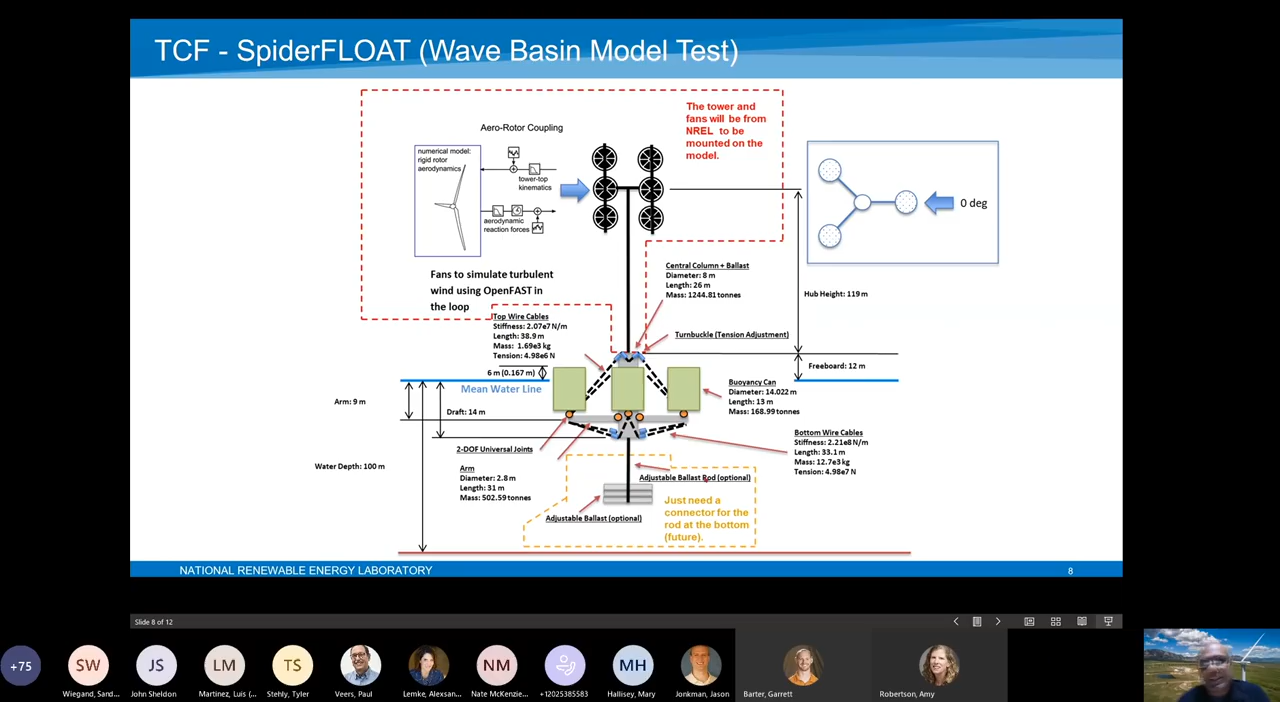 TCF - SpiderFLOAT (Wave Basin Model Test)
Aero-Rotor Coupling
numerical model:
rigid rotor
aerodynamics
tower-top
kinematics
aerodynamic
reaction forces
The tower and
fans will be from
NREL to be
mounted on the
model.
0 deg
Fans to simulate turbulent
wind using OpenFAST in
the loop
Central Column + Ballast
Diameter: 8 m
Length: 26 m
Mass: 1244.81 tonnes
Hub Height: 119 m
Top Wire Cables
Stiffness: 2.07e7 N/m
Length: 38.9 m
Mass: 1.69e3 kg
Tension: 4.98e6 N
Turnbuckle (Tension Adjustment)
Freeboard: 12 m
6 m (0.167 m)
Mean Water Line
Buoyancy Can
Diameter: 14.022 m
Length: 13 m
Mass: 168.99 tonnes
Arm: 9 m
Draft: 14 m
Bottom Wire Cables
Stiffness: 2.21e8 N/m
Length: 33.1 m
Mass: 12.7e3 kg
Tension: 4.98e7 N
2-DOF Universal Joints
Water Depth: 100 m
Arm
Diameter: 2.8 m
Length: 31 m
Mass: 502.59 tonnes
Adjustable Ballast Rod (optional)
Adjustable Ballast (optional)
Just need a
connector for the
rod at the bottom
(future).
NATIONAL RENEWABLE ENERGY LABORATORY
8
Slide 8 of 12
+75
SW
JS
LM
TS
NM
MH
Wiegand, Sand...
John Sheldon
Martinez, Luis (...
Stehly, Tyler
Veers, Paul
Lemke, Alexsan...
Nate McKenzie...
+12025385583
Hallisey, Mary
Jonkman, Jason
Barter, Garrett
Robertson, Amy